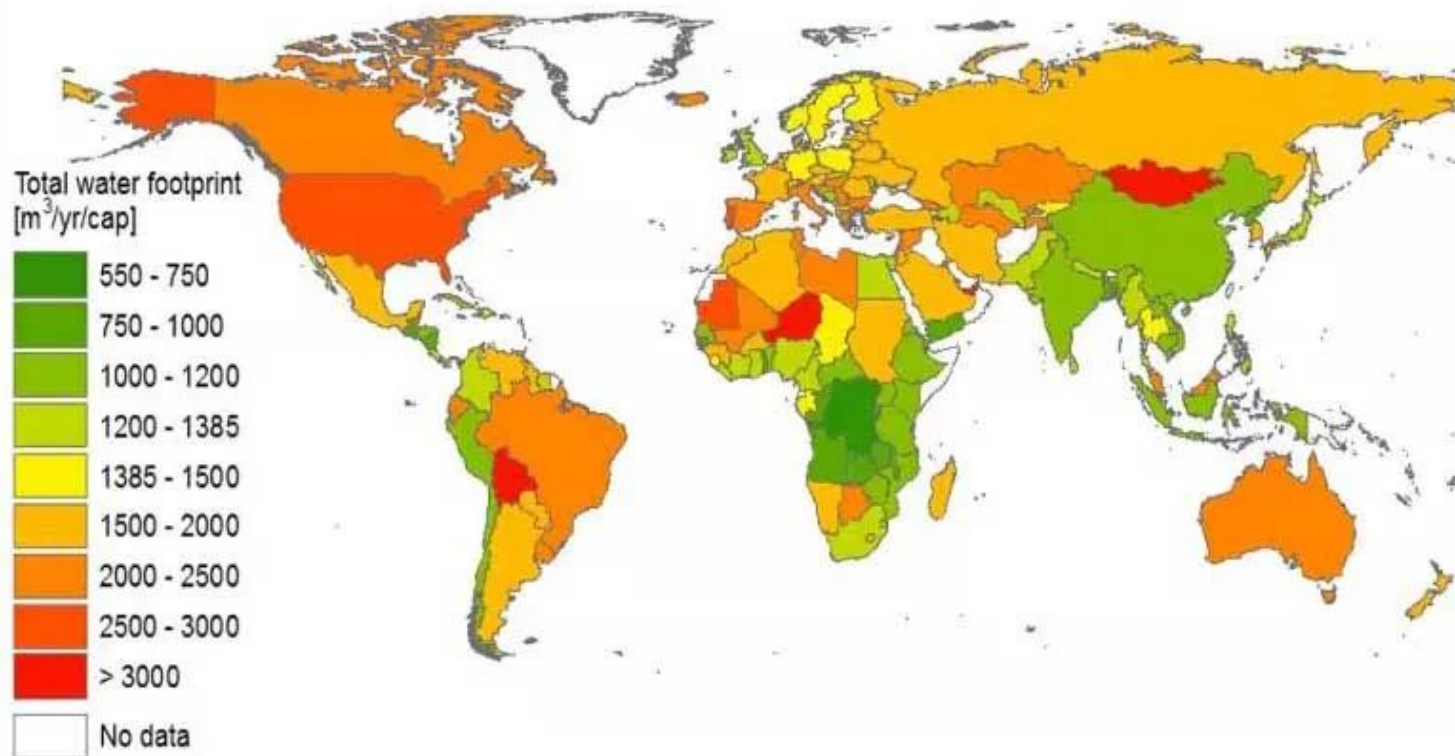 Total water footprint
[m³/yr/cap]
550 - 750
750 - 1000
1000 - 1200
1200 - 1385
1385 - 1500
1500 - 2000
2000 - 2500
2500 - 3000
> 3000
No data